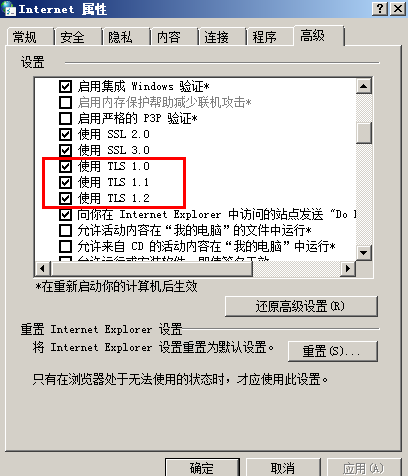 Internet 属性
常规
安全
隐私
内容
连接
程序
高级
设置
启用集成 Windows 验证*
启用内存保护帮助减少联机攻击*
启用严格的 P3P 验证*
使用 SSL 2.0
使用 SSL 3.0
使用 TLS 1.0
使用 TLS 1.1
使用 TLS 1.2
向你在 Internet Explorer 中访问的站点发送 "Do
允许活动内容在“我的电脑”的文件中运行*
允许来自 CD 的活动内容在“我的电脑”中运行*
*在重新启动你的计算机后生效
还原高级设置(R)
重置 Internet Explorer 设置
将 Internet Explorer 设置重置为默认设置。
重置(S)...
只有在浏览器处于无法使用的状态时，才应使用此设置。
确定
取消
应用(A)